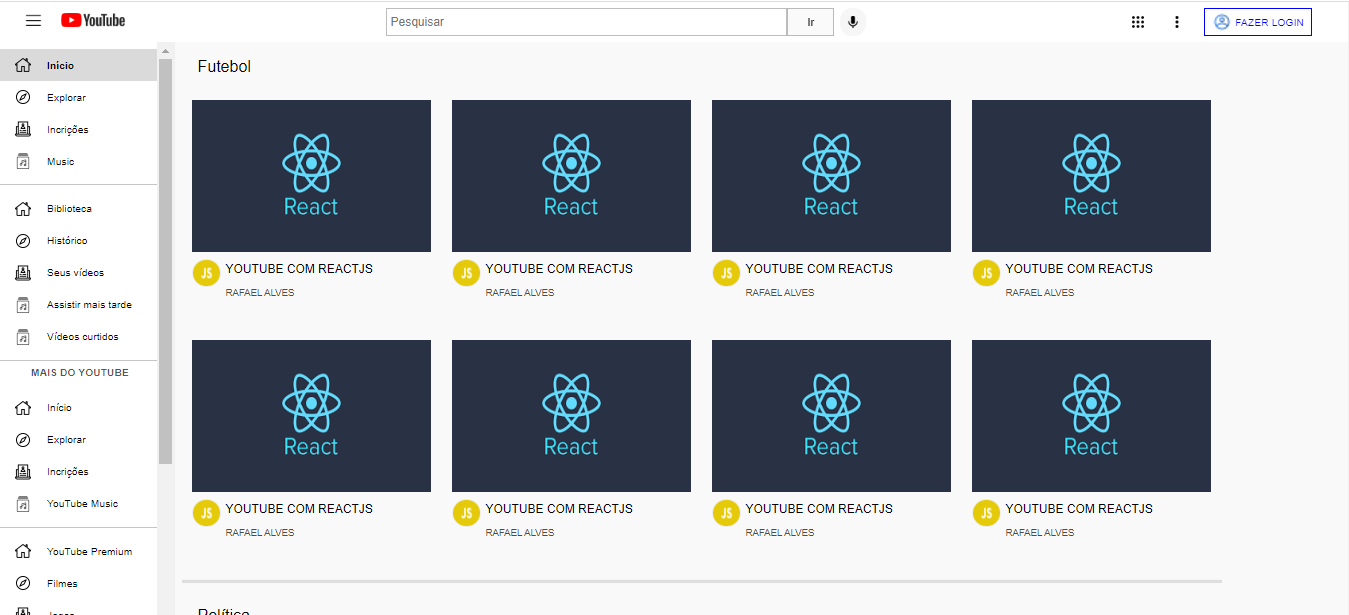 YouTube
Pesquisar
Ir
FAZER LOGIN
Início
Explorar
Incrições
Music
Biblioteca
Histórico
Seus vídeos
Assistir mais tarde
Vídeos curtidos
MAIS DO YOUTUBE
Início
Explorar
Incrições
YouTube Music
YouTube Premium
Filmes
Futebol
React
React
React
React
JS YOUTUBE COM REACTJS
RAFAEL ALVES
JS YOUTUBE COM REACTJS
RAFAEL ALVES
JS YOUTUBE COM REACTJS
RAFAEL ALVES
JS YOUTUBE COM REACTJS
RAFAEL ALVES
React
React
React
React
JS YOUTUBE COM REACTJS
RAFAEL ALVES
JS YOUTUBE COM REACTJS
RAFAEL ALVES
JS YOUTUBE COM REACTJS
RAFAEL ALVES
JS YOUTUBE COM REACTJS
RAFAEL ALVES
Política